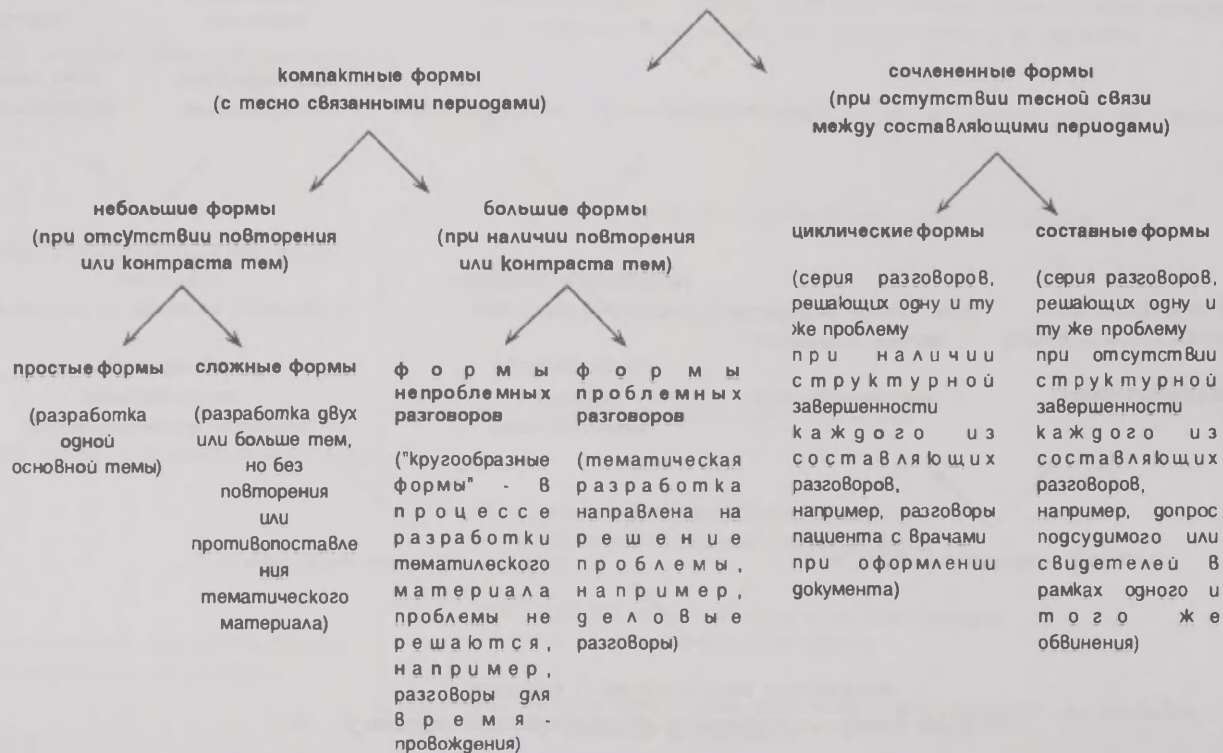 компактные формы
(с тесно связанными периодами)
сочлененные формы
(при остутствии тесной связи
между составляющими периодами)
небольшие формы
(при отсутствии повторения
или контраста тем)
большие формы
(при наличии повторения
или контраста тем)
простые формы
(разработка
одной
основной темы)
сложные формы
(разработка двух
или больше тем,
но без
повторения
или
противопоставле
ния
тематического
материала)
формы
непроблемных
разговоров
("кругообразные
формы" - в
процессе
разработки
тематилеского
материала
проблемы не
решаются,
например,
разговоры для
время-
провождения)
формы
проблемных
разговоров
(тематическая
разработка
направлена на
решение
проблемы,
например,
деловые
разговоры)
циклические формы
(серия разговоров,
решающих одну и ту
же проблему
при наличии
структурной
завершенности
каждого из
составляющих
разговоров,
например, разговоры
пациента с врачами
при оформлении
документа)
составные формы
(серия разговоров,
решающих одну и
ту же проблему
при отсутствии
структурной
завершенности
каждого из
составляющих
разговоров,
например, допрос
подсудимого или
свидетелей в
рамках одного и
того же
обвинения)